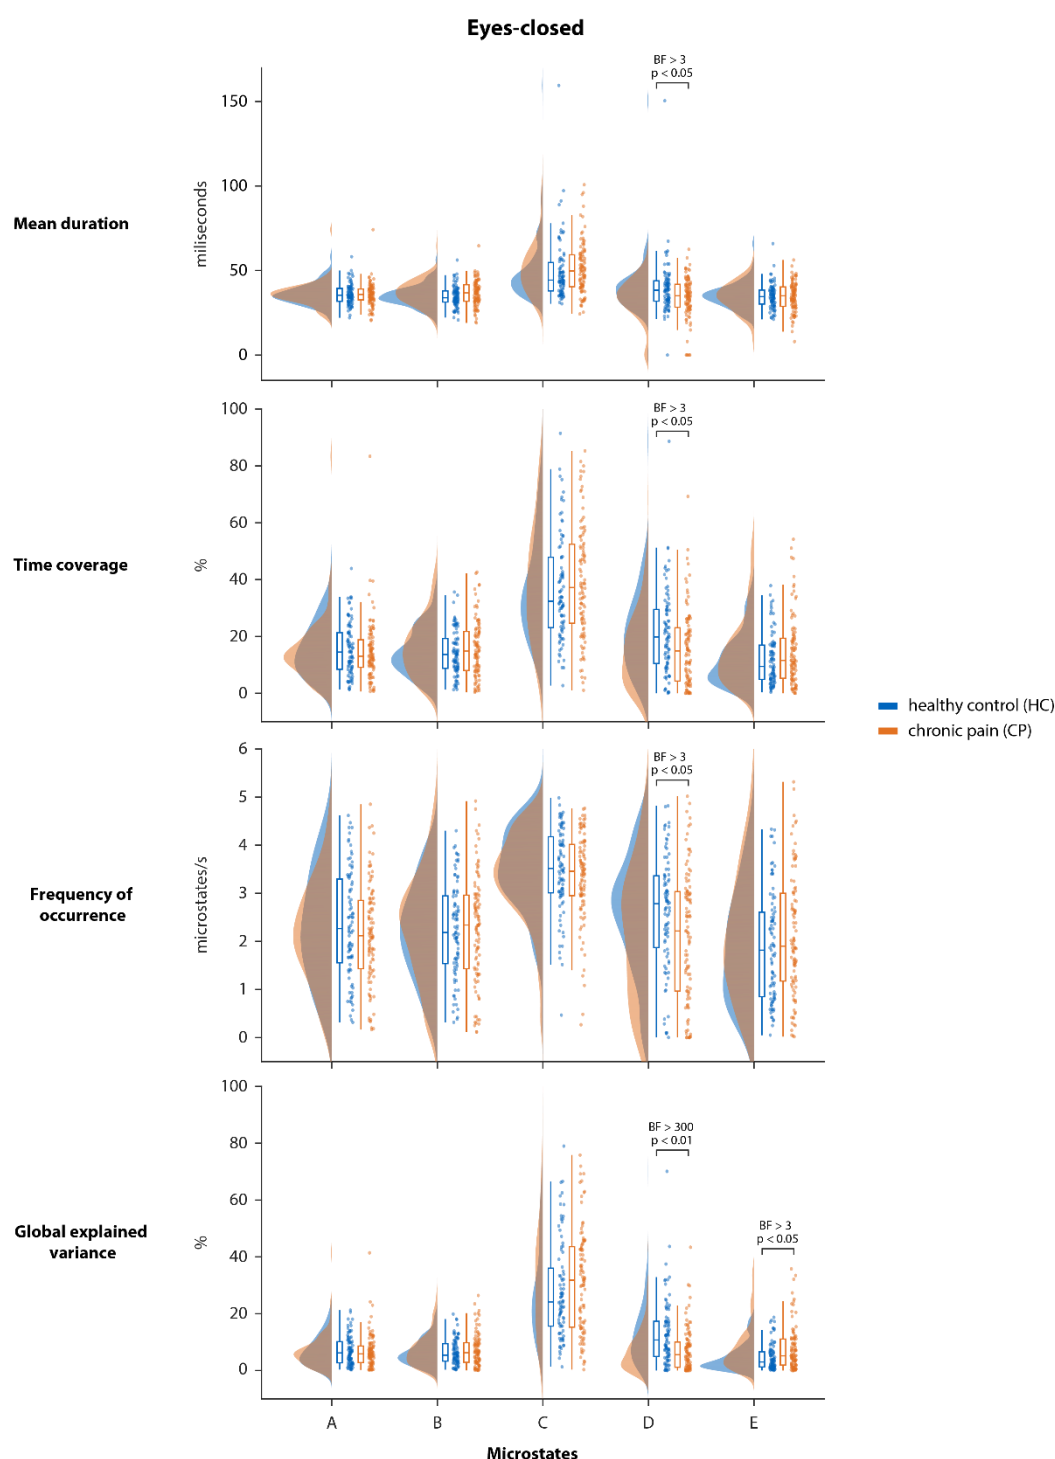 Eyes-closed
BF > 3
p < 0.05
150
100
50
0
miliseconds
Mean duration
BF > 3
p < 0.05
100
80
60
40
20
0
%
Time coverage
healthy control (HC)
chronic pain (CP)
BF > 3
p < 0.05
6
5
4
3
2
1
0
microstates/s
Frequency of
occurrence
BF > 300
p < 0.01
BF > 3
p < 0.05
100
80
60
40
20
0
%
Global explained
variance
A B C D E
Microstates